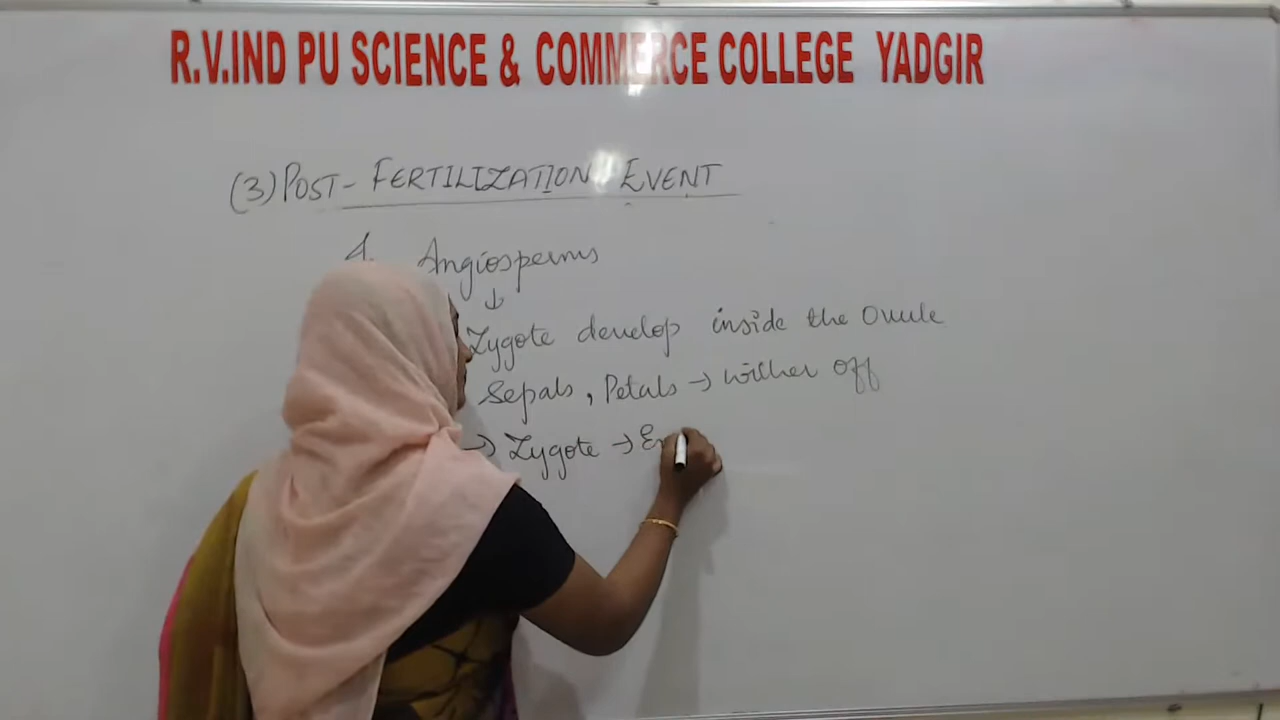 R.V.IND PU SCIENCE & COMMERCE COLLEGE YADGIR
(3) POST-FERTILIZATION EVENT
Angiosperms
↓
Zygote develop inside the Ovule
Sepals, Petals → wither off
→ Zygote →